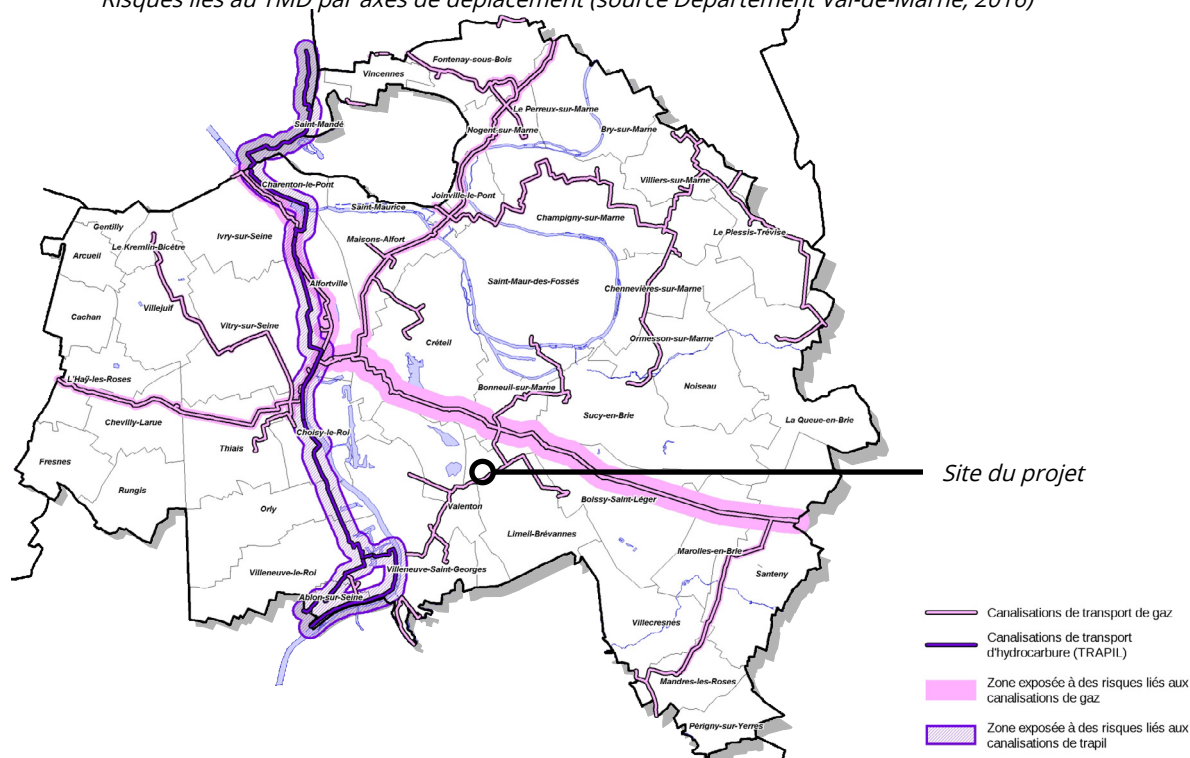 Risques liés au TMD par axes de déplacement (source Département Val-de-Marne, 2016)
Fontenay-sous-Bois
Vincennes
Saint-Mandé
Le Perreux-sur-Marne
Nogent-sur-Marne
Bry-sur-Marne
Charenton-le-Pont
Villiers-sur-Marne
Joinville-le-Pont
Saint-Maurice
Champigny-sur-Marne
Gentilly
Le Kremlin-Bicêtre
Ivry-sur-Seine
Maisons-Alfort
Le Plessis-Trévise
Arcueil
Saint-Maur-des-Fossés
Alfortville
Chennevières-sur-Marne
Cachan
Villejuif
Vitry-sur-Seine
Créteil
Ormesson-sur-Marne
L'Haÿ-les-Roses
Bonneuil-sur-Marne
Noiseau
Sucy-en-Brie
La Queue-en-Brie
Chevilly-Larue
Choisy-le-Roi
Thiais
Fresnes
Site du projet
Rungis
Orly
Valenton
Boissy-Saint-Léger
Limeil-Brévannes
Marolles-en-Brie
Villeneuve-le-Roi
Villeneuve-Saint-Georges
Santeny
Ablon-sur-Seine
Villecresnes
Mandres-les-Roses
Périgny-sur-Yerres
Canalisations de transport de gaz
Canalisations de transport
d'hydrocarbure (TRAPIL)
Zone exposée à des risques liés aux
canalisations de gaz
Zone exposée à des risques liés aux
canalisations de trapil